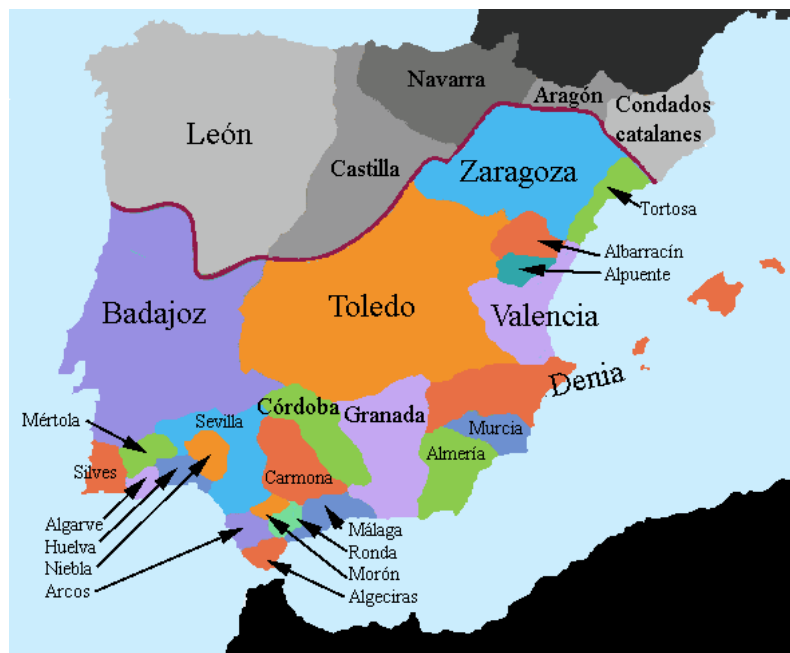 Navarra
Aragón
Condados
catalanes
León
Castilla
Zaragoza
Tortosa
Albarracín
Alpuente
Badajoz
Toledo
Valencia
Denia
Mértola
Sevilla
Córdoba
Granada
Murcia
Almería
Silves
Carmona
Algarve
Huelva
Niebla
Arcos
Málaga
Ronda
Morón
Algeciras